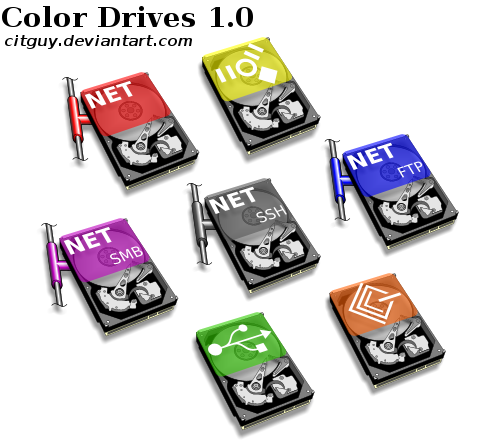 Color Drives 1.0
citguy.deviantart.com
NET
NET
FTP
NET
SSH
NET
SMB